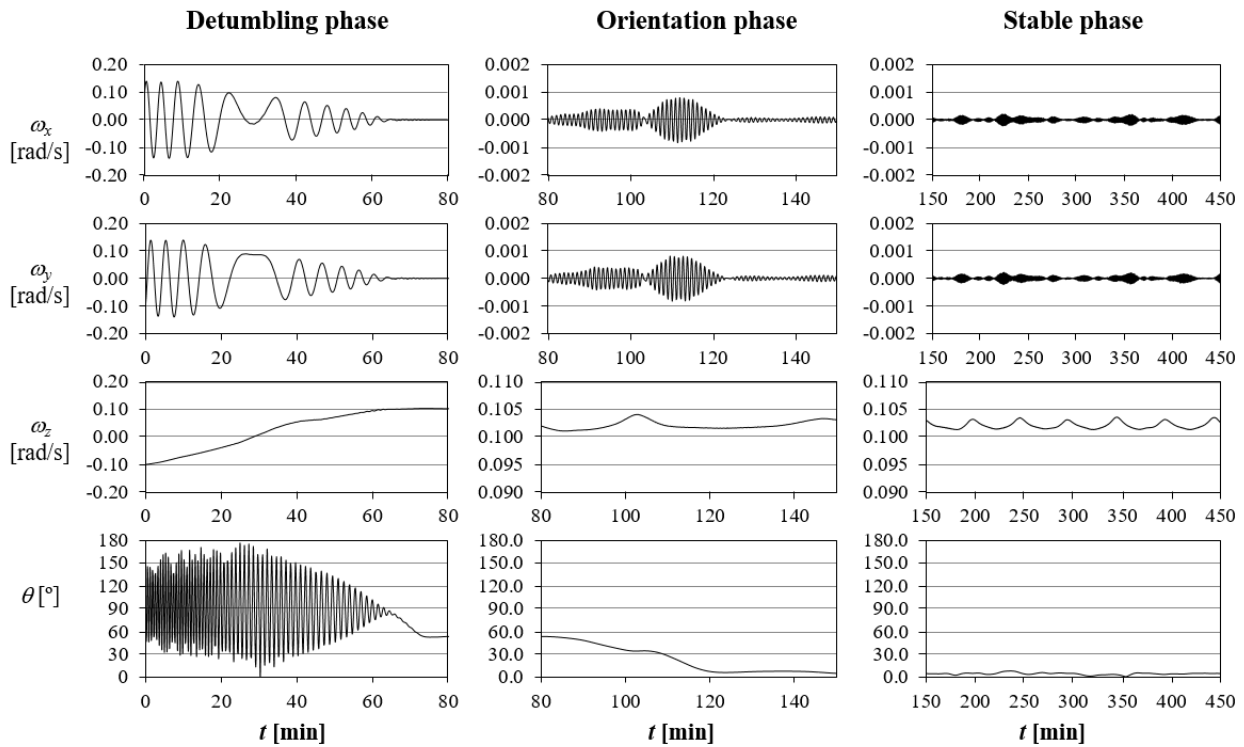 Detumbling phase Orientation phase Stable phase
ωx [rad/s]
0.20 0.10 0.00 -0.10 -0.20
0 20 40 60 80
0.002 0.001 0.000 -0.001 -0.002
80 100 120 140
0.002 0.001 0.000 -0.001 -0.002
150 200 250 300 350 400 450
ωy [rad/s]
0.20 0.10 0.00 -0.10 -0.20
0 20 40 60 80
0.002 0.001 0.000 -0.001 -0.002
80 100 120 140
0.002 0.001 0.000 -0.001 -0.002
150 200 250 300 350 400 450
ωz [rad/s]
0.20 0.10 0.00 -0.10 -0.20
0 20 40 60 80
0.110 0.105 0.100 0.095 0.090
80 100 120 140
0.110 0.105 0.100 0.095 0.090
150 200 250 300 350 400 450
θ [º]
180 150 120 90 60 30 0
0 20 40 60 80
180.0 150.0 120.0 90.0 60.0 30.0 0.0
80 100 120 140
180.0 150.0 120.0 90.0 60.0 30.0 0.0
150 200 250 300 350 400 450
t [min] t [min] t [min]